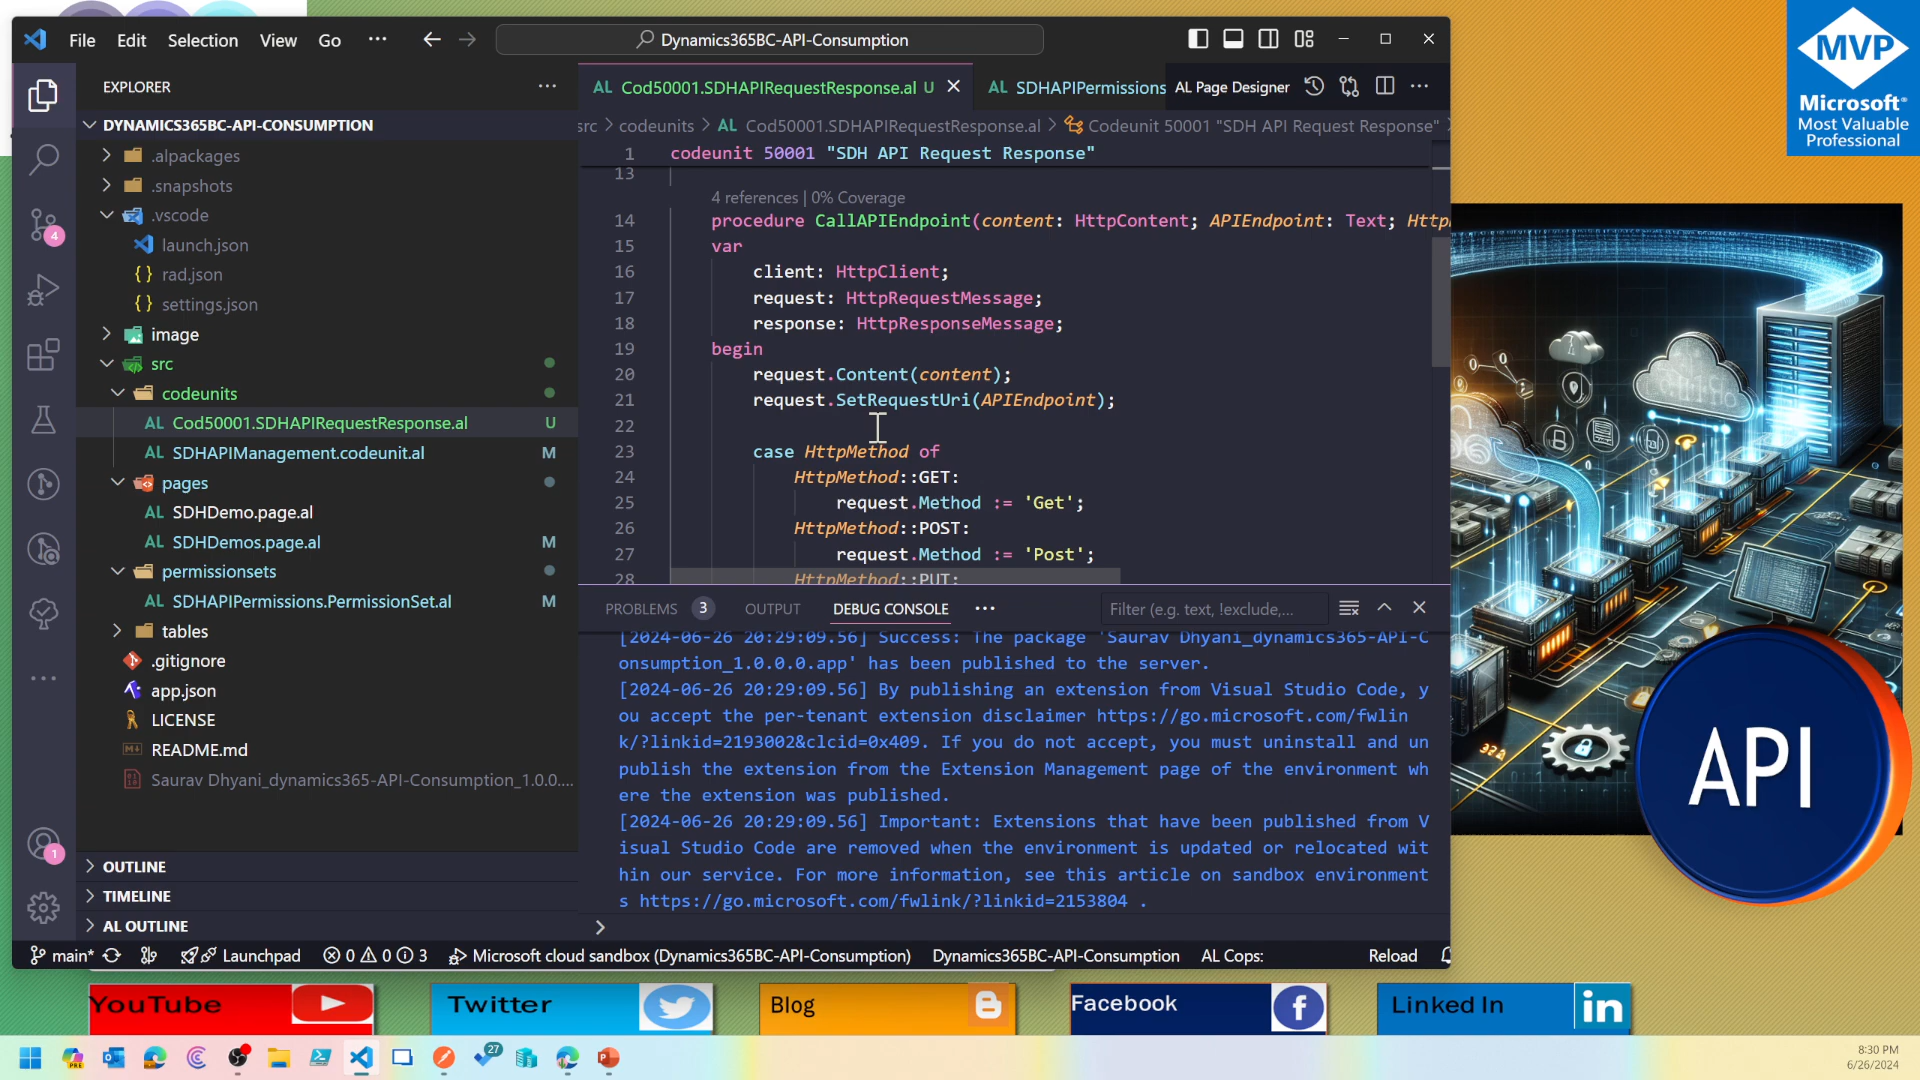 File Edit Selection View Go ··· Dynamics365BC-API-Consumption
EXPLORER
DYNAMICS365BC-API-CONSUMPTION
.alpackages
.snapshots
.vscode
launch.json
rad.json
settings.json
image
src
codeunits
Cod50001.SDHAPIRequestResponse.al U
SDHAPIManagement.codeunit.al M
pages
SDHDemo.page.al
SDHDemos.page.al M
permissionsets
SDHAPIPermissions.PermissionSet.al M
tables
.gitignore
app.json
LICENSE
README.md
Saurav Dhyani_dynamics365-API-Consumption_1.0.0....
OUTLINE
TIMELINE
AL OUTLINE
4
1
AL Cod50001.SDHAPIRequestResponse.al U AL SDHAPIPermissions AL Page Designer
src > codeunits > AL Cod50001.SDHAPIRequestResponse.al > Codeunit 50001 "SDH API Request Response"
1 codeunit 50001 "SDH API Request Response"
13
4 references | 0% Coverage
14 procedure CallAPIEndpoint(content: HttpContent; APIEndpoint: Text; Http
15 var
16 client: HttpClient;
17 request: HttpRequestMessage;
18 response: HttpResponseMessage;
19 begin
20 request.Content(content);
21 request.SetRequestUri(APIEndpoint);
22
23 case HttpMethod of
24 HttpMethod::GET:
25 request.Method := 'Get';
26 HttpMethod::POST:
27 request.Method := 'Post';
28 HttpMethod::PUT:
PROBLEMS 3 OUTPUT DEBUG CONSOLE ··· Filter (e.g. text, !exclude,...
[2024-06-26 20:29:09.56] Success: The package 'Saurav Dhyani_dynamics365-API-C
onsumption_1.0.0.0.app' has been published to the server.
[2024-06-26 20:29:09.56] By publishing an extension from Visual Studio Code, y
ou accept the per-tenant extension disclaimer https://go.microsoft.com/fwlin
k/?linkid=2193002&clcid=0x409. If you do not accept, you must uninstall and un
publish the extension from the Extension Management page of the environment wh
ere the extension was published.
[2024-06-26 20:29:09.56] Important: Extensions that have been published from V
isual Studio Code are removed when the environment is updated or relocated wit
hin our service. For more information, see this article on sandbox environment
s https://go.microsoft.com/fwlink/?linkid=2153804 .
main* Launchpad 0 0 3 Microsoft cloud sandbox (Dynamics365BC-API-Consumption) Dynamics365BC-API-Consumption AL Cops: Reload
MVP
Microsoft®
Most Valuable
Professional
API
YouTube
Twitter
Blog
Facebook
Linked In
in
PRE
27
8:30 PM
6/26/2024